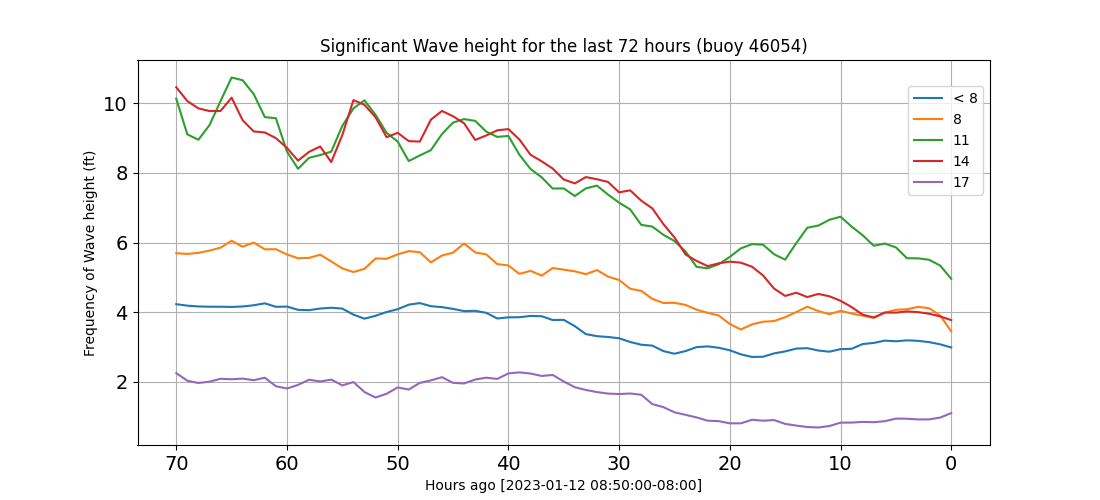 Significant Wave height for the last 72 hours (buoy 46054)
Frequency of Wave height (ft)
10
8
6
4
2
< 8
8
11
14
17
70 60 50 40 30 20 10 0
Hours ago [2023-01-12 08:50:00-08:00]